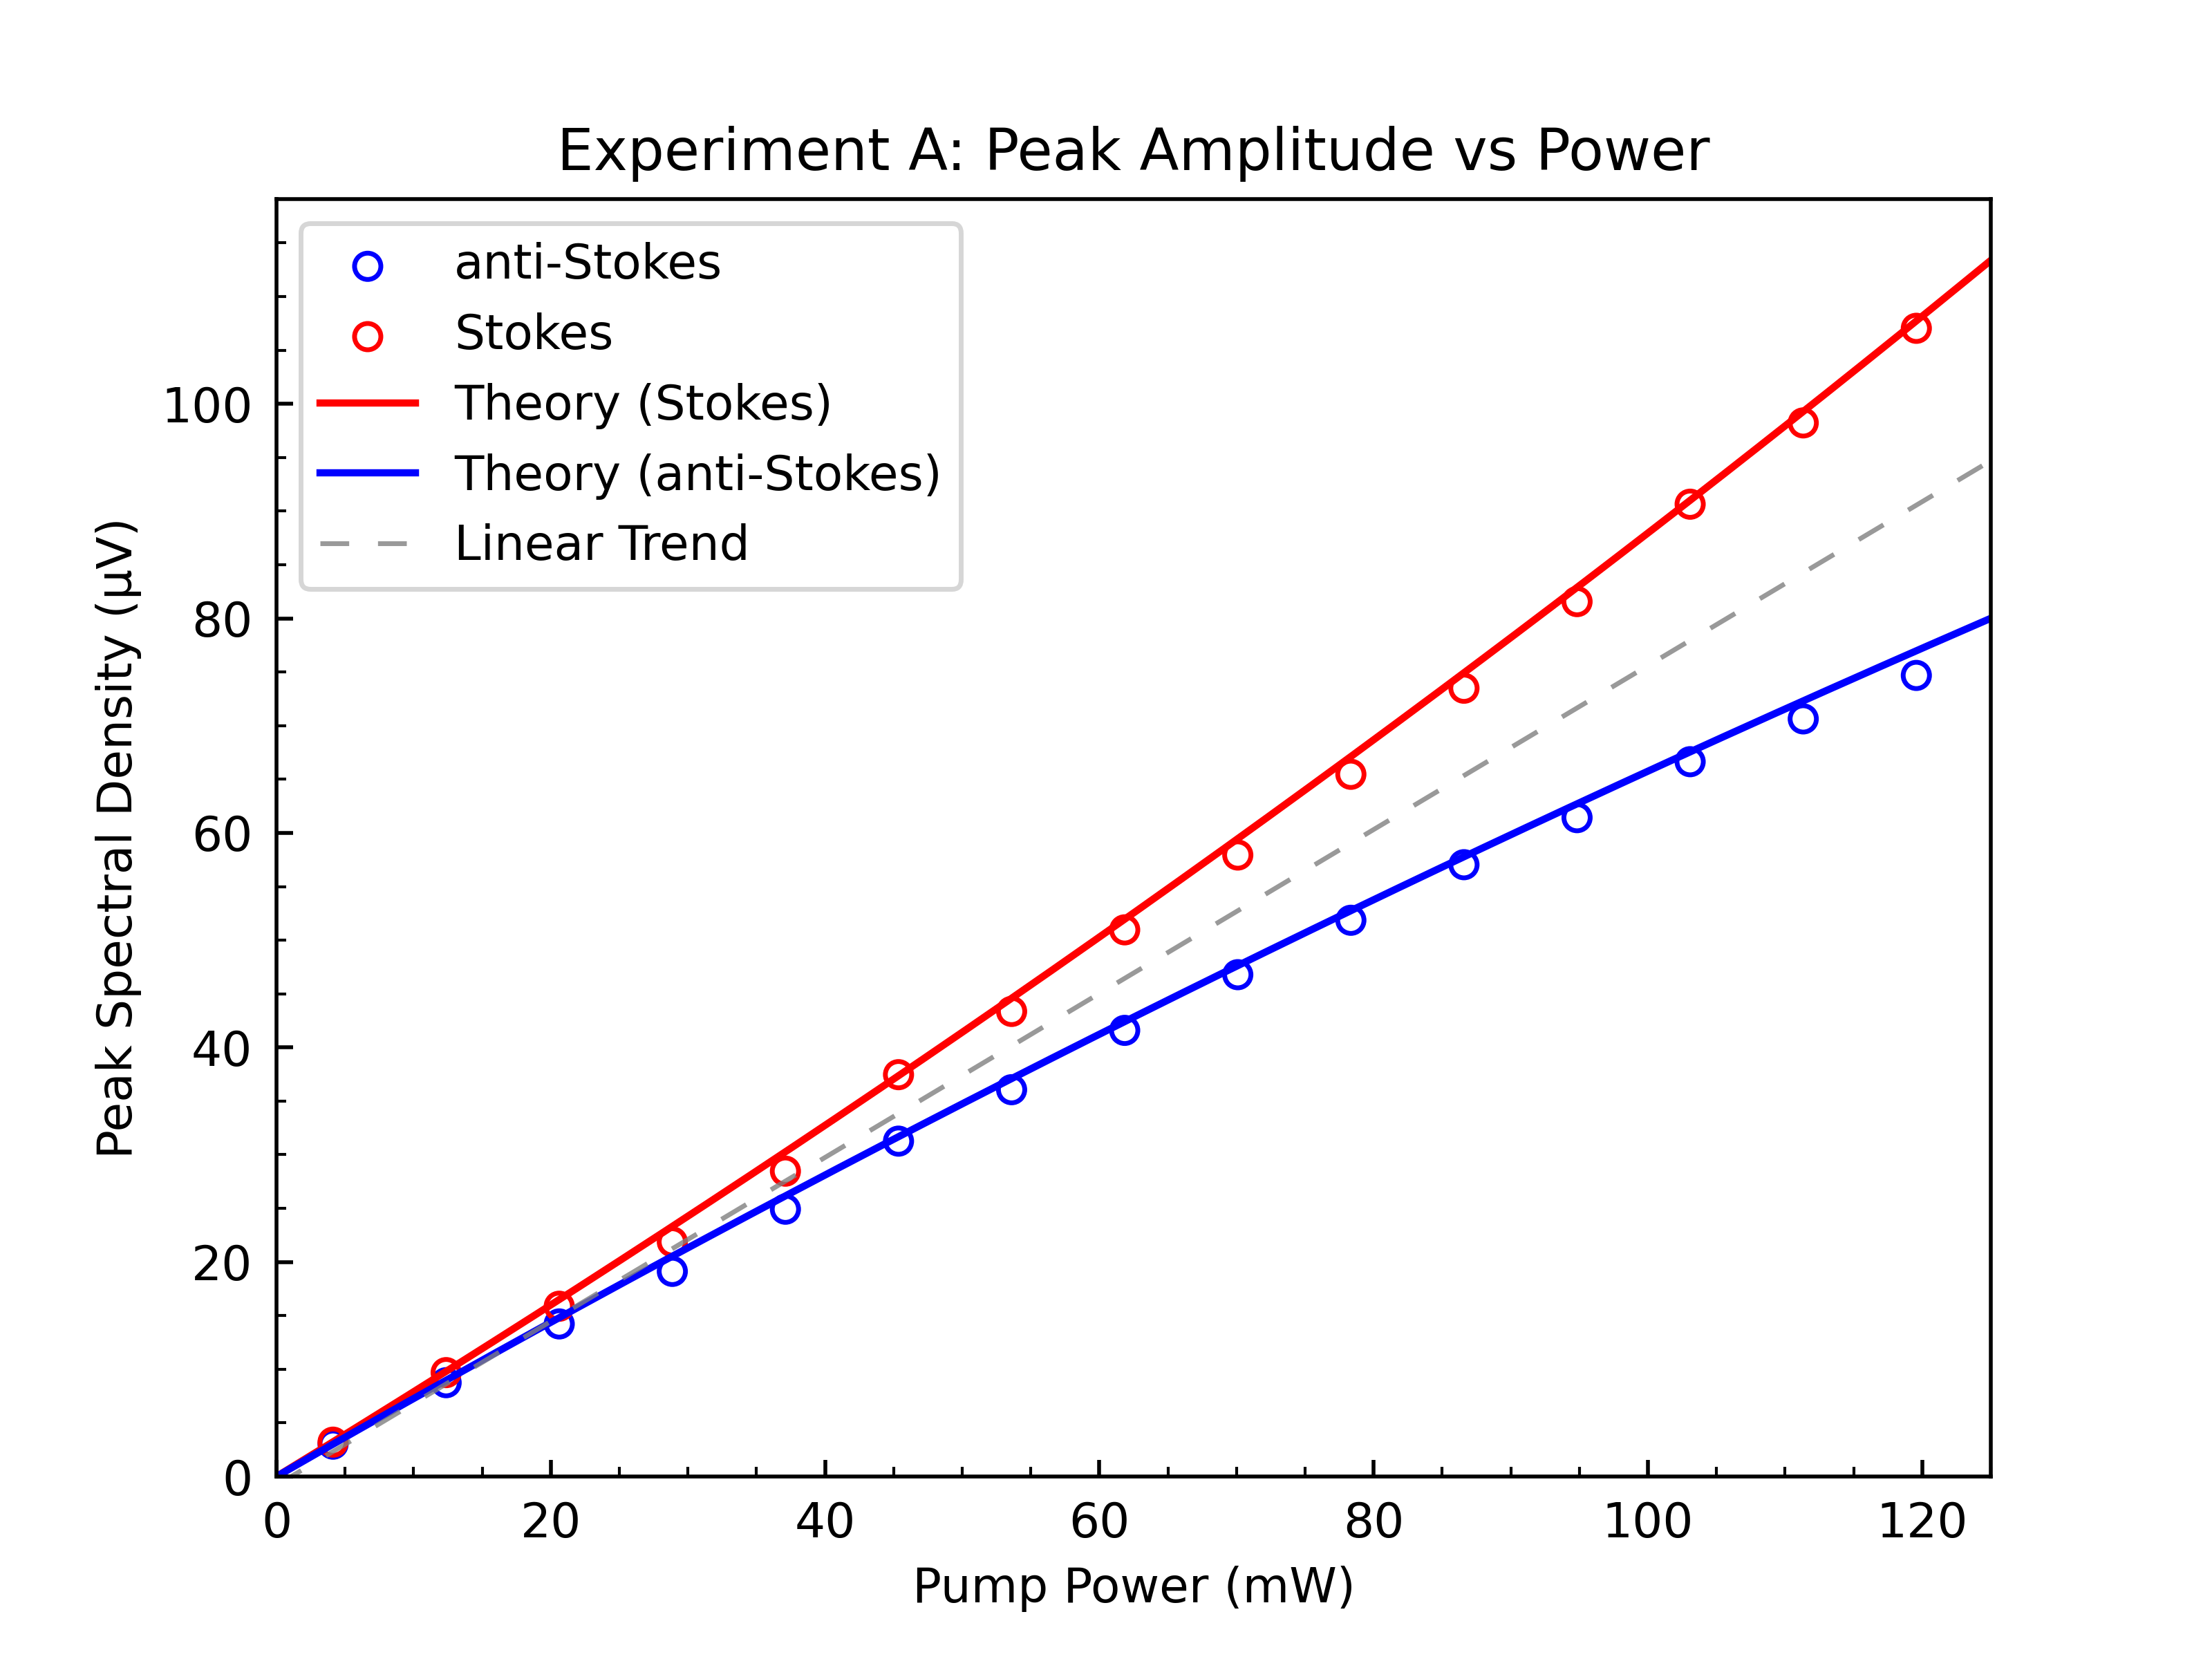 Experiment A: Peak Amplitude vs Power
anti-Stokes
Stokes
Theory (Stokes)
Theory (anti-Stokes)
Linear Trend
Peak Spectral Density (µV)
100
80
60
40
20
0
0 20 40 60 80 100 120
Pump Power (mW)